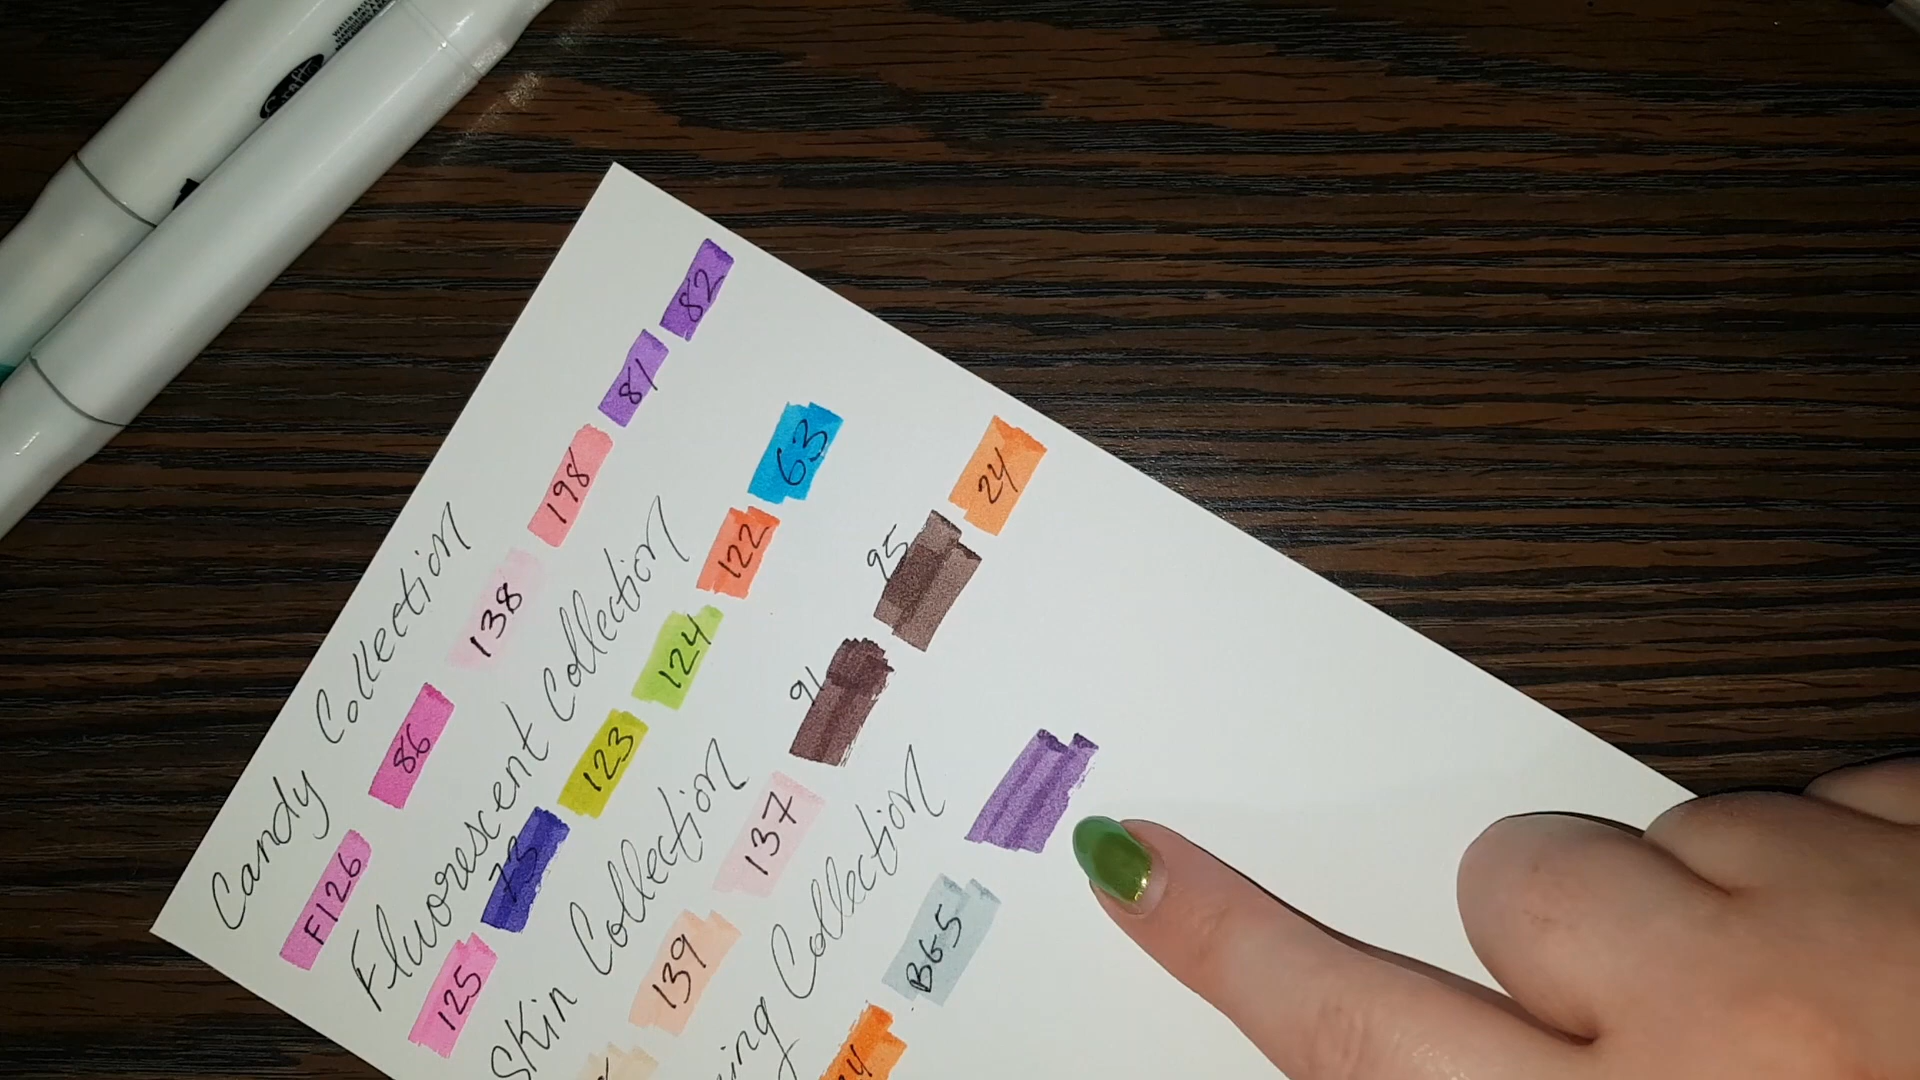 Candy Collection
F126 86 138 198 81 82
Fluorescent Collection
125 73 123 124 122 63
Skin Collection
139 137 91 95 24
ing Collection
BG5